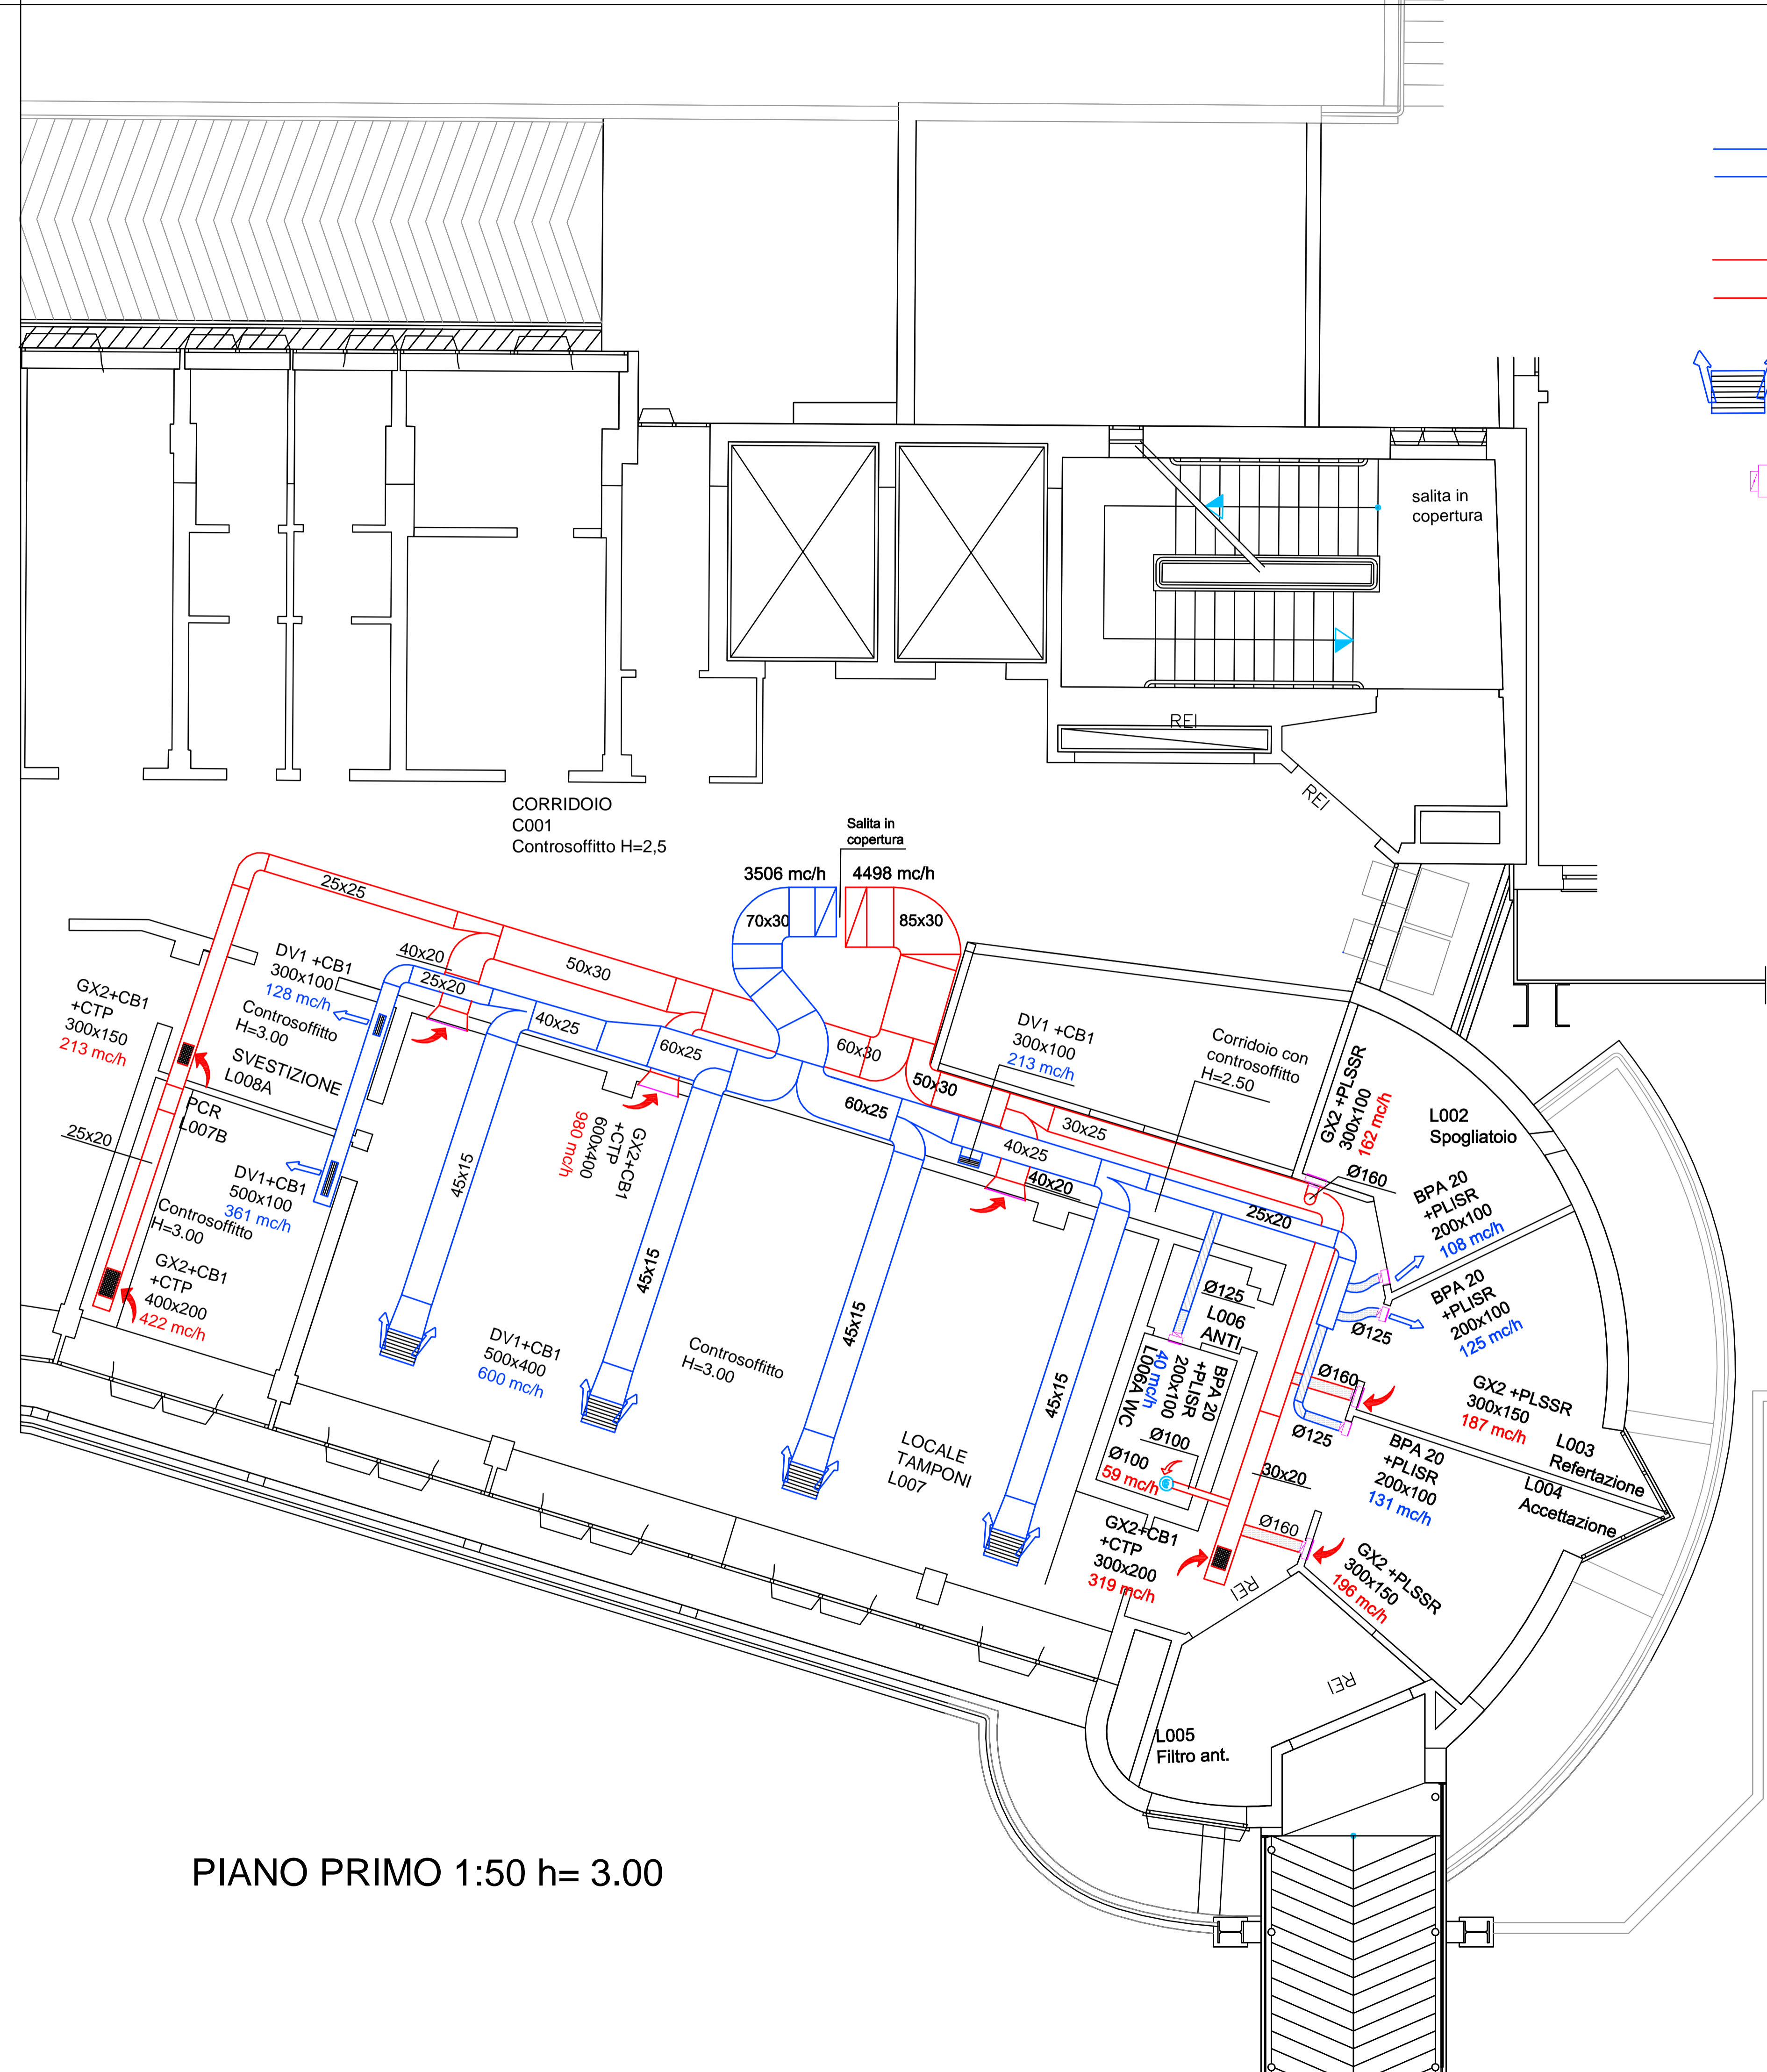 salita in
copertura
REI
REI
CORRIDOIO
C001
Controsoffitto H=2,5
Salita in
copertura
3506 mc/h
4498 mc/h
70x30
85x30
25x25
40x20
25x20
50x30
40x25
60x25
60x30
50x30
60x25
30x25
40x25
40x20
25x20
DV1 +CB1
300x100
128 mc/h
Controsoffitto
H=3.00
SVESTIZIONE
L008A
GX2+CB1
+CTP
300x150
213 mc/h
PCR
L007B
25x20
DV1+CB1
500x100
361 mc/h
Controsoffitto
H=3.00
GX2+CB1
+CTP
400x200
422 mc/h
45x15
45x15
45x15
45x15
GX2+CB1
+CTP
600x400
980 mc/h
DV1+CB1
500x400
600 mc/h
Controsoffitto
H=3.00
LOCALE
TAMPONI
L007
DV1 +CB1
300x100
213 mc/h
Corridoio con
controsoffitto
H=2.50
GX2 +PLSSR
300x100
162 mc/h
Ø160
L002
Spogliatoio
BPA 20
+PLISR
200x100
108 mc/h
BPA 20
+PLISR
200x100
125 mc/h
Ø125
Ø125
L006
ANTI
BPA 20
+PLISR
200x100
40 mc/h
L006A WC
Ø100
Ø100
59 mc/h
Ø160
GX2 +PLSSR
300x150
187 mc/h
Ø125
L003
Refertazione
BPA 20
+PLISR
200x100
131 mc/h
L004
Accettazione
30x20
Ø160
GX2 +PLSSR
300x150
196 mc/h
GX2+CB1
+CTP
300x200
319 mc/h
REI
REI
L005
Filtro ant.
PIANO PRIMO 1:50 h= 3.00